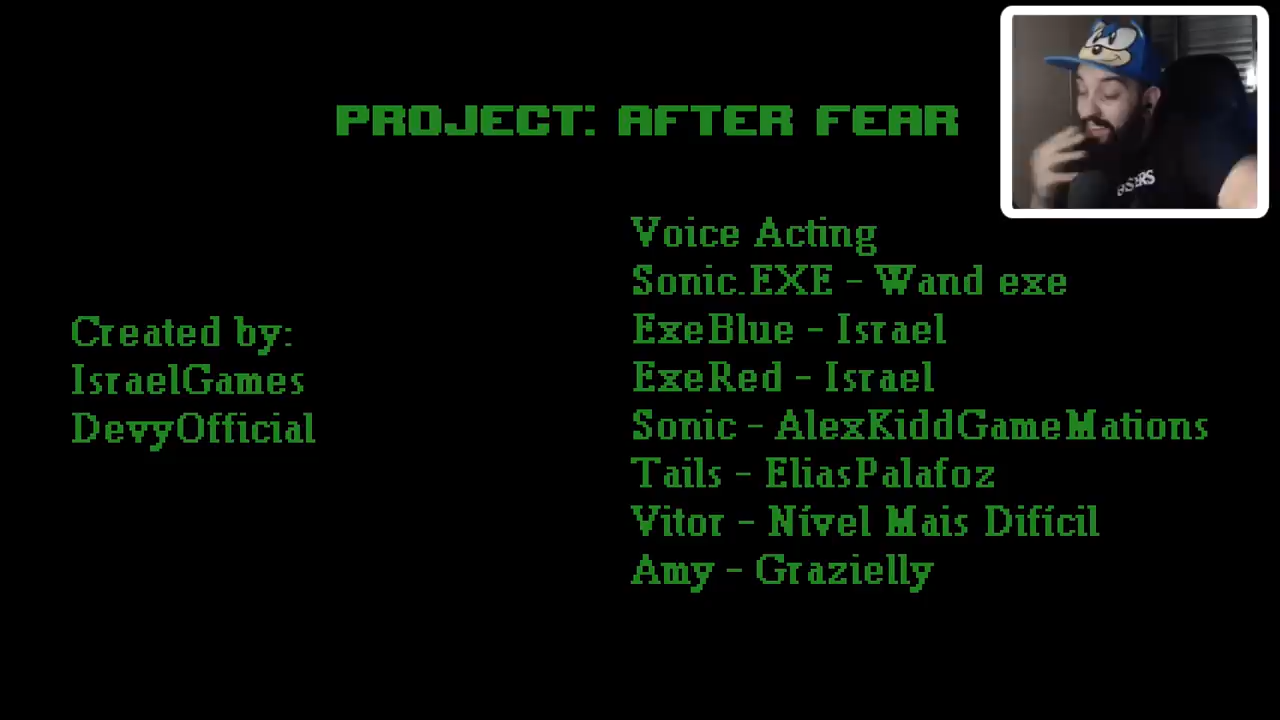 PROJECT: AFTER FEAR
Created by:
IsraelGames
DevyOfficial
Voice Acting
Sonic.EXE - Wand exe
ExeBlue - Israel
ExeRed - Israel
Sonic - AlexKiddGameMations
Tails - EliasPalafoz
Vitor - Nível Mais Difícil
Amy - Grazielly